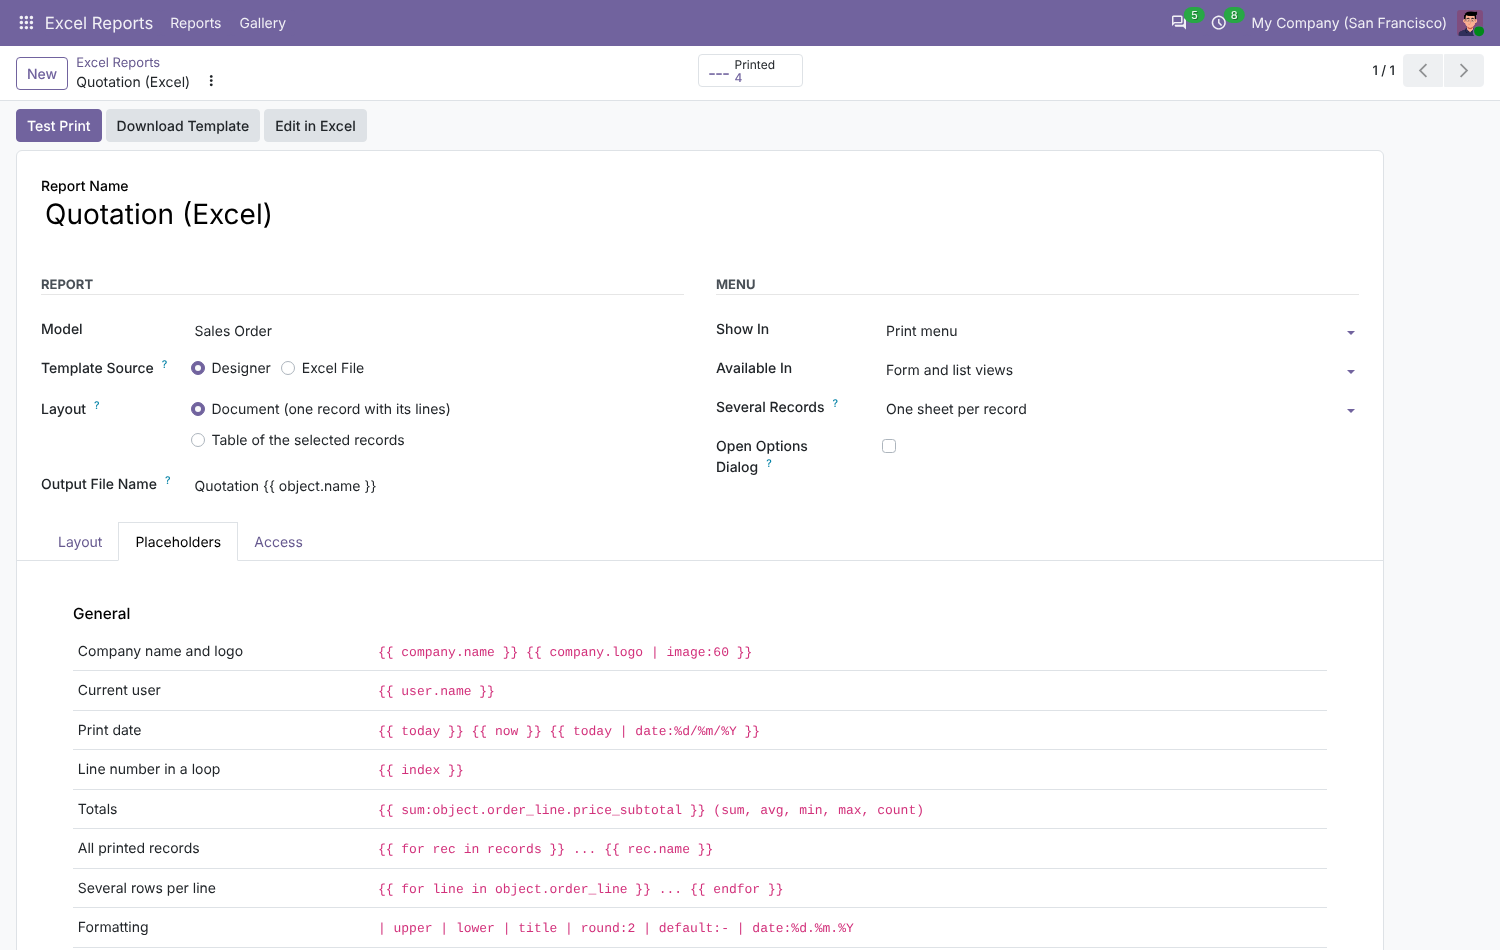 Excel Reports Reports Gallery 5 8 My Company (San Francisco)
New Excel Reports Printed 1 / 1
Quotation (Excel) 4
Test Print Download Template Edit in Excel
Report Name
Quotation (Excel)
REPORT MENU
Model Sales Order Show In Print menu
Template Source ? Designer Excel File Available In Form and list views
Layout ? Document (one record with its lines) Several Records ? One sheet per record
Table of the selected records Open Options
Dialog ?
Output File Name ? Quotation {{ object.name }}
Layout Placeholders Access
General
Company name and logo {{ company.name }} {{ company.logo | image:60 }}
Current user {{ user.name }}
Print date {{ today }} {{ now }} {{ today | date:%d/%m/%Y }}
Line number in a loop {{ index }}
Totals {{ sum:object.order_line.price_subtotal }} (sum, avg, min, max, count)
All printed records {{ for rec in records }} ... {{ rec.name }}
Several rows per line {{ for line in object.order_line }} ... {{ endfor }}
Formatting | upper | lower | title | round:2 | default:- | date:%d.%m.%Y